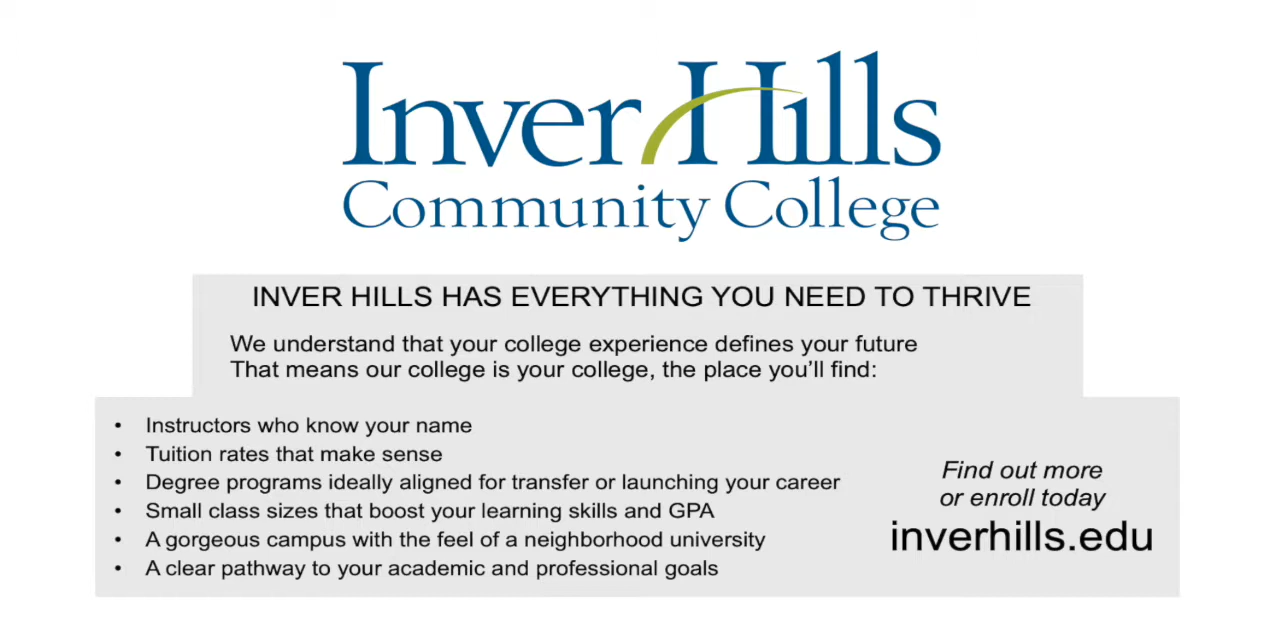 Inver Hills
Community College
INVER HILLS HAS EVERYTHING YOU NEED TO THRIVE
We understand that your college experience defines your future
That means our college is your college, the place you'll find:
• Instructors who know your name
• Tuition rates that make sense
• Degree programs ideally aligned for transfer or launching your career
• Small class sizes that boost your learning skills and GPA
• A gorgeous campus with the feel of a neighborhood university
• A clear pathway to your academic and professional goals
Find out more
or enroll today
inverhills.edu